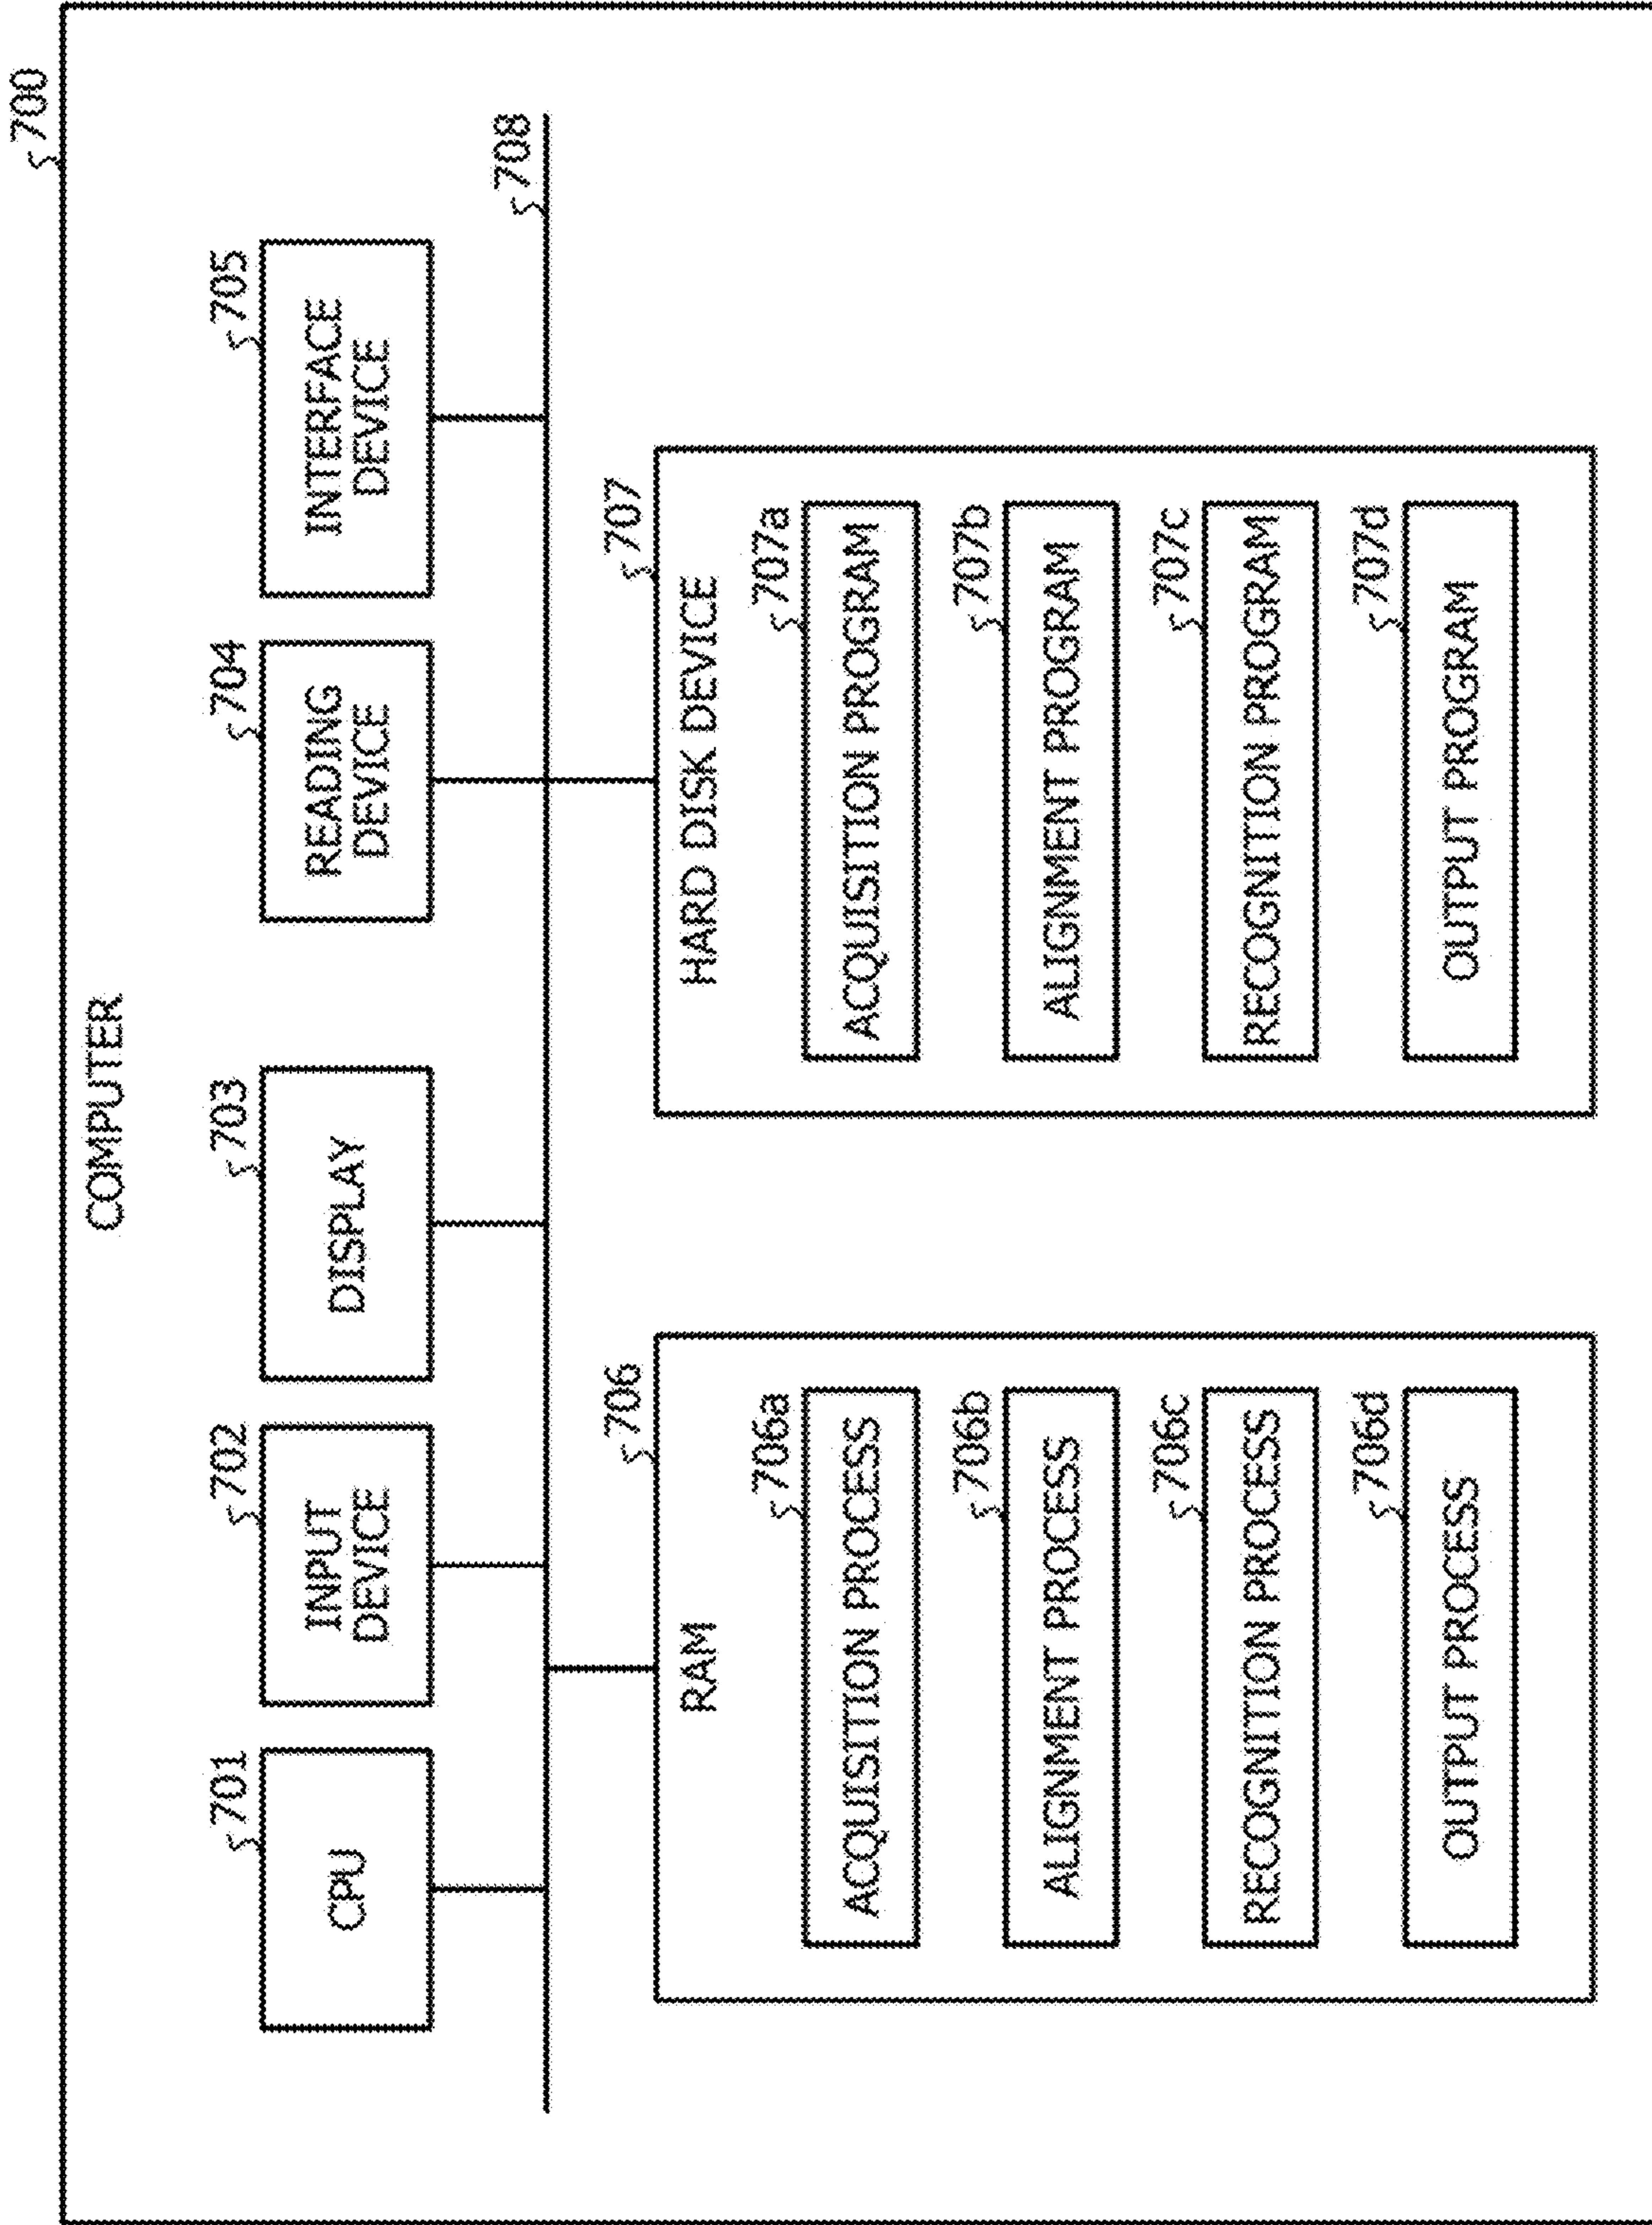 700
COMPUTER
701
CPU
702
INPUT
DEVICE
703
DISPLAY
704
READING
DEVICE
705
INTERFACE
DEVICE
708
706
RAM
706a
ACQUISITION PROCESS
706b
ALIGNMENT PROCESS
706c
RECOGNITION PROCESS
706d
OUTPUT PROCESS
707
HARD DISK DEVICE
707a
ACQUISITION PROGRAM
707b
ALIGNMENT PROGRAM
707c
RECOGNITION PROGRAM
707d
OUTPUT PROGRAM